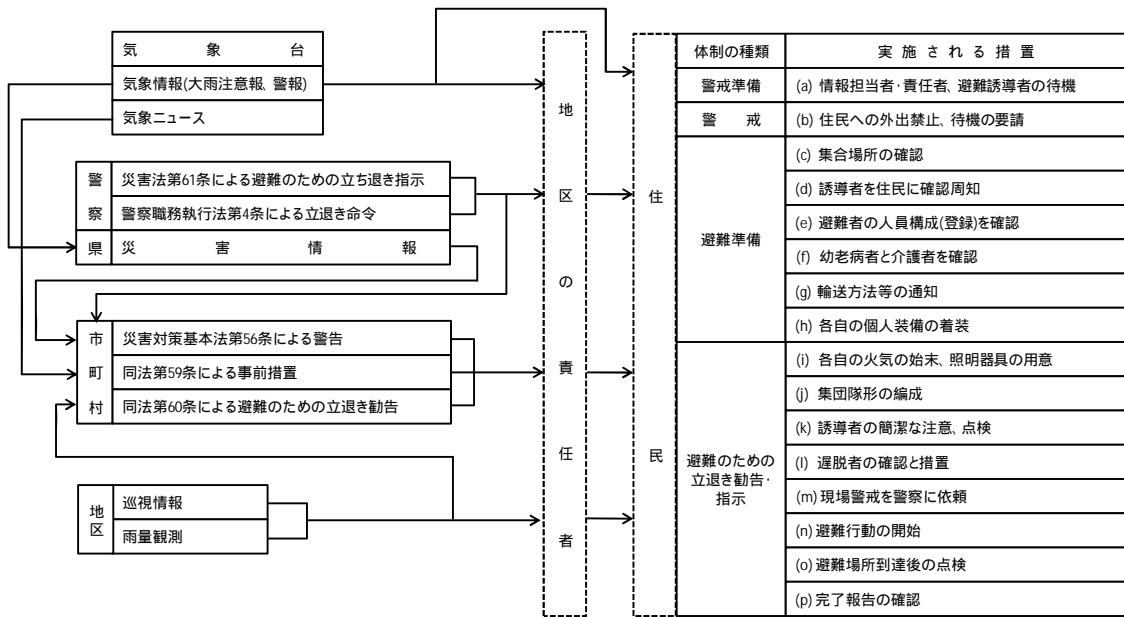 気象台
気象情報(大雨注意報、警報)
気象ニュース
警察
災害法第61条による避難のための立ち退き指示
警察職務執行法第4条による立退き命令
県
災害情報
市町村
災害対策基本法第56条による警告
同法第59条による事前措置
同法第60条による避難のための立退き勧告
地区
巡視情報
雨量観測
地区の責任者
住民
体制の種類
実施される措置
警戒準備
(a) 情報担当者・責任者、避難誘導者の待機
警戒
(b) 住民への外出禁止、待機の要請
避難準備
(c) 集合場所の確認
(d) 誘導者を住民に確認周知
(e) 避難者の人員構成(登録)を確認
(f) 幼老病者と介護者を確認
(g) 輸送方法等の通知
(h) 各自の個人装備の着装
避難のための
立退き勧告・
指示
(i) 各自の火気の始末、照明器具の用意
(j) 集団隊形の編成
(k) 誘導者の簡潔な注意、点検
(l) 遅脱者の確認と措置
(m) 現場警戒を警察に依頼
(n) 避難行動の開始
(o) 避難場所到達後の点検
(p) 完了報告の確認